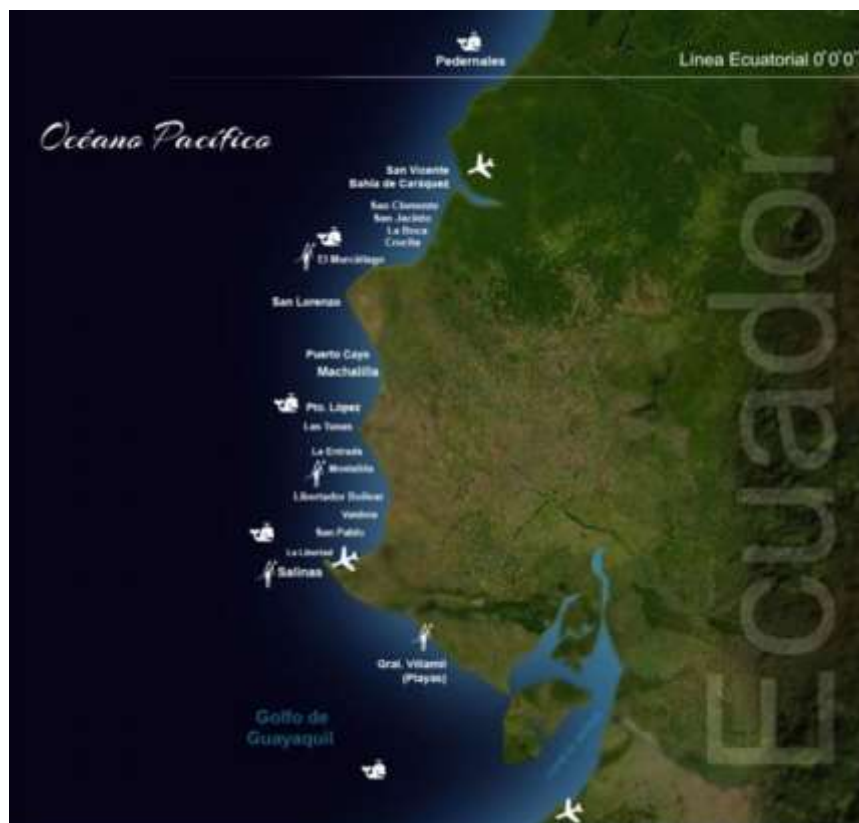 Pedernales
Línea Ecuatorial 0°0'0"
Océano Pacífico
San Vicente
Bahía de Caráquez
San Clemente
San Jacinto
La Boca
Crucita
El Murciélago
San Lorenzo
Puerto Cayo
Machalilla
Pto. López
Las Tunas
La Entrada
Montañita
Libertador Bolívar
Valdivia
San Pablo
La Libertad
Salinas
Gral. Villamil
(Playas)
Golfo de
Guayaquil
Ecuador